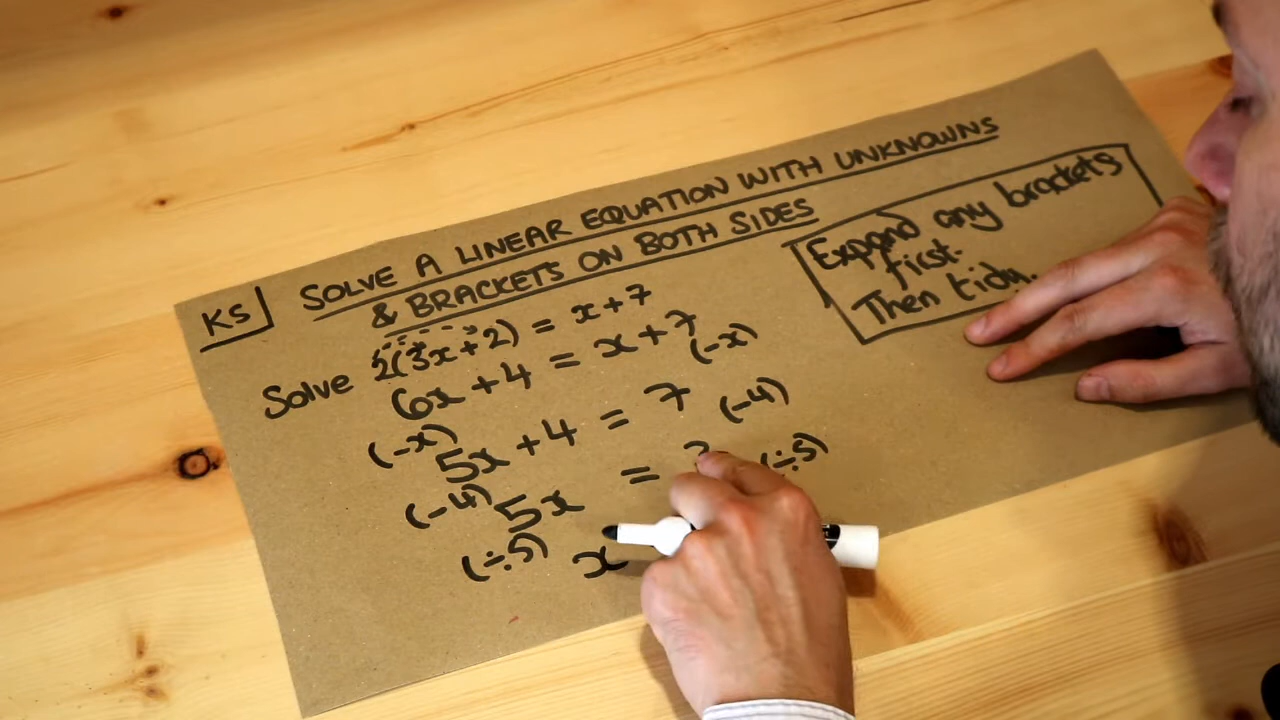 KS
SOLVE A LINEAR EQUATION WITH UNKNOWNS
& BRACKETS ON BOTH SIDES
Expand any brackets
first.
Then tidy.
Solve 2(3x+2) = x+7
6x +4 = x+7
(-x) (-x)
5x +4 = 7
(-4) (-4)
5x =
(÷5) (÷5)
x